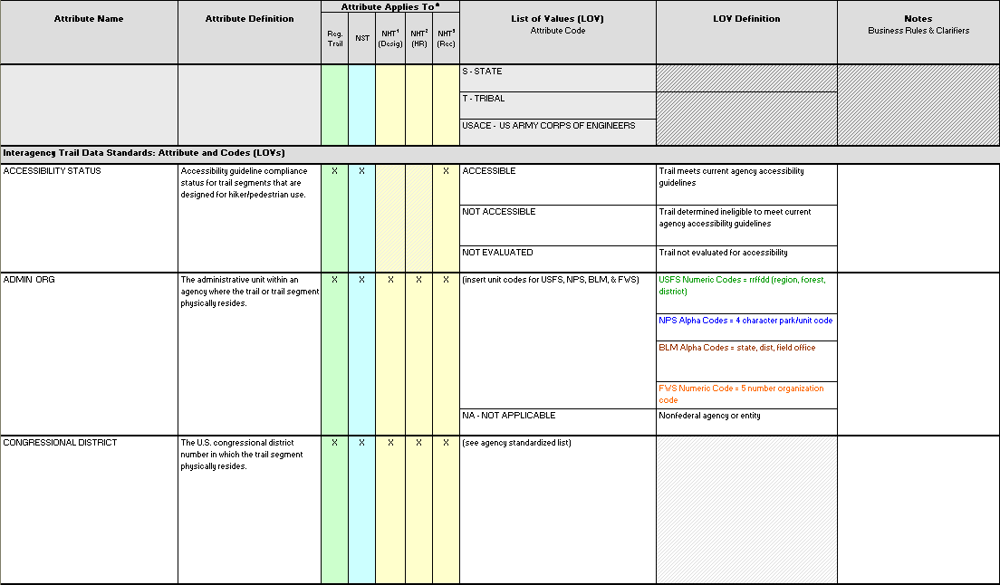 Attribute Name
Attribute Definition
Attribute Applies To*
List of Values (LOV)
Attribute Code
LOV Definition
Notes
Business Rules & Clarifiers
Reg. Trail
NST
NHT¹ (Desig)
NHT² (HR)
NHT³ (Rec)
S - STATE
T - TRIBAL
USACE - US ARMY CORPS OF ENGINEERS
Interagency Trail Data Standards: Attribute and Codes (LOVs)
ACCESSIBILITY STATUS
Accessibility guideline compliance
status for trail segments that are
designed for hiker/pedestrian use.
X X X
ACCESSIBLE
Trail meets current agency accessibility
guidelines
NOT ACCESSIBLE
Trail determined ineligible to meet current
agency accessibility guidelines
NOT EVALUATED
Trail not evaluated for accessibility
ADMIN ORG
The administrative unit within an
agency where the trail or trail segment
physically resides.
X X X X X
(insert unit codes for USFS, NPS, BLM, & FWS)
USFS Numeric Codes = rrffdd (region, forest,
district)
NPS Alpha Codes = 4 character park/unit code
BLM Alpha Codes = state, dist, field office
FWS Numeric Code = 5 number organization
code
NA - NOT APPLICABLE
Nonfederal agency or entity
CONGRESSIONAL DISTRICT
The U.S. congressional district
number in which the trail segment
physically resides.
X X X X X
(see agency standardized list)